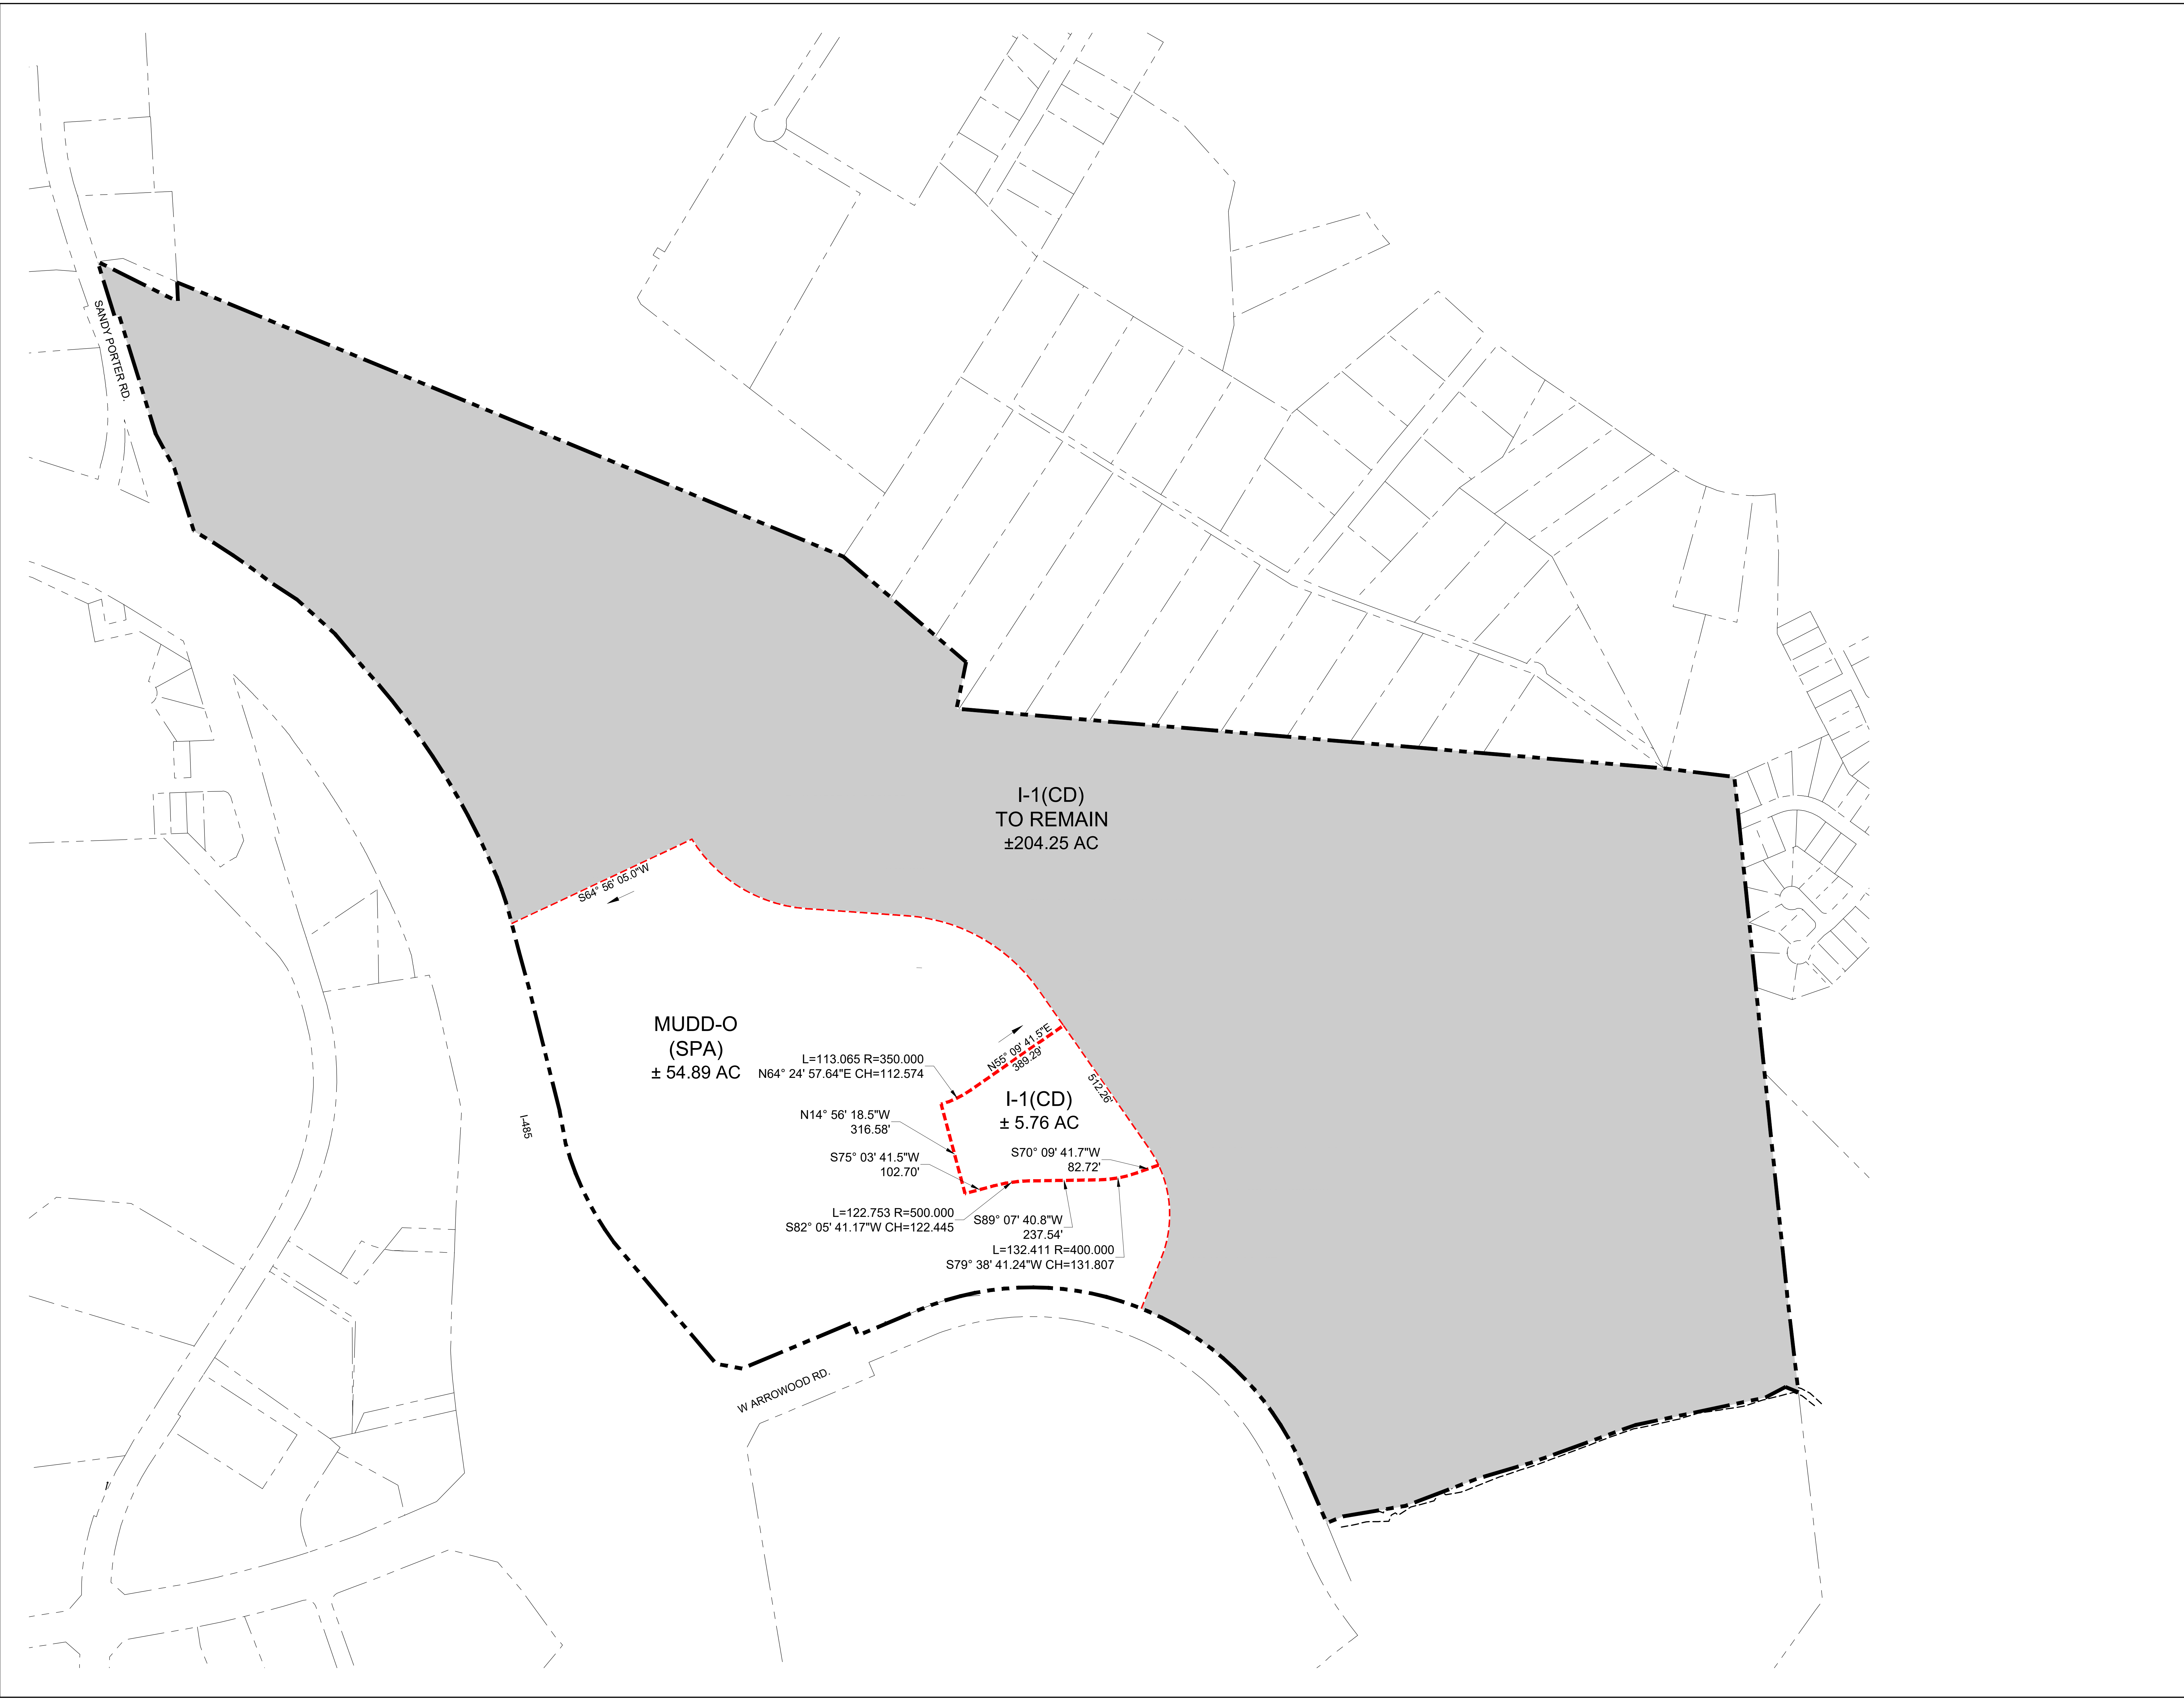 SANDY PORTER RD.
I-1(CD)
TO REMAIN
±204.25 AC
S64° 56' 05.0"W
MUDD-O
(SPA)
± 54.89 AC
L=113.065 R=350.000
N64° 24' 57.64"E CH=112.574
N55° 09' 41.5"E
389.29'
512.26'
I-1(CD)
± 5.76 AC
N14° 56' 18.5"W
316.58'
S75° 03' 41.5"W
102.70'
S70° 09' 41.7"W
82.72'
I-485
L=122.753 R=500.000
S82° 05' 41.17"W CH=122.445
S89° 07' 40.8"W
237.54'
L=132.411 R=400.000
S79° 38' 41.24"W CH=131.807
W ARROWOOD RD.